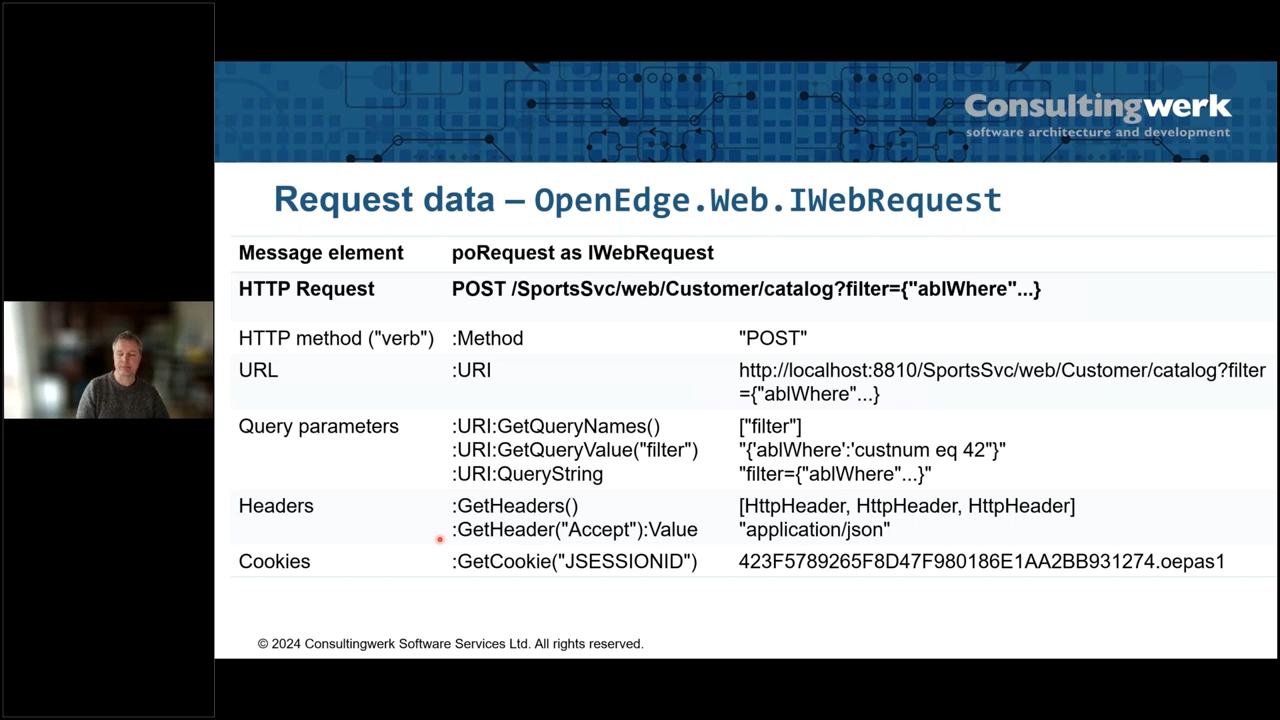 Consultingwerk
software architecture and development
Request data – OpenEdge.Web.IWebRequest
Message element poRequest as IWebRequest
HTTP Request POST /SportsSvc/web/Customer/catalog?filter={"ablWhere"...}
HTTP method ("verb") :Method "POST"
URL :URI http://localhost:8810/SportsSvc/web/Customer/catalog?filter
={"ablWhere"...}
Query parameters :URI:GetQueryNames() ["filter"]
:URI:GetQueryValue("filter") "{'ablWhere':'custnum eq 42"}"
:URI:QueryString "filter={"ablWhere"...}"
Headers :GetHeaders() [HttpHeader, HttpHeader, HttpHeader]
:GetHeader("Accept"):Value "application/json"
Cookies :GetCookie("JSESSIONID") 423F5789265F8D47F980186E1AA2BB931274.oepas1
© 2024 Consultingwerk Software Services Ltd. All rights reserved.